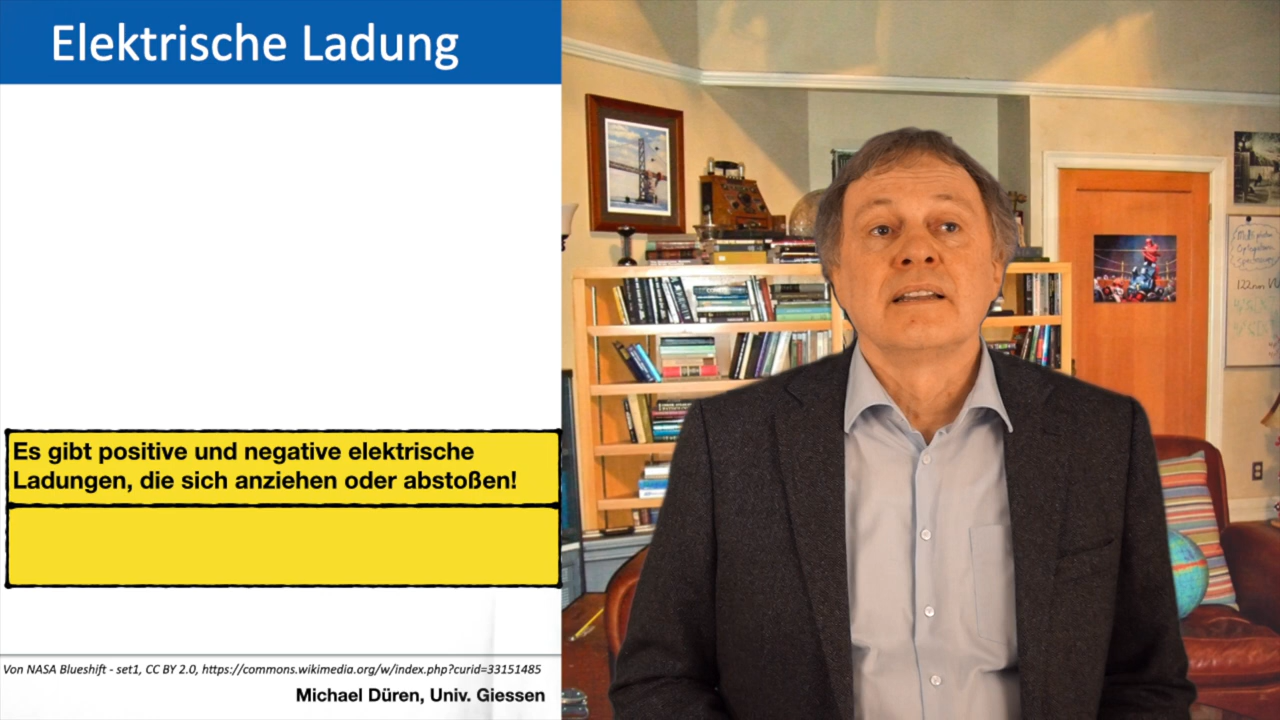 Elektrische Ladung
Es gibt positive und negative elektrische
Ladungen, die sich anziehen oder abstoßen!
Von NASA Blueshift - set1, CC BY 2.0, https://commons.wikimedia.org/w/index.php?curid=33151485
Michael Düren, Univ. Giessen
122nm